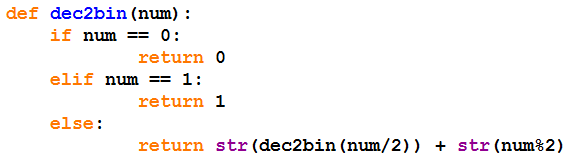 def dec2bin(num):
    if num == 0:
            return 0
    elif num == 1:
            return 1
    else:
            return str(dec2bin(num/2)) + str(num%2)